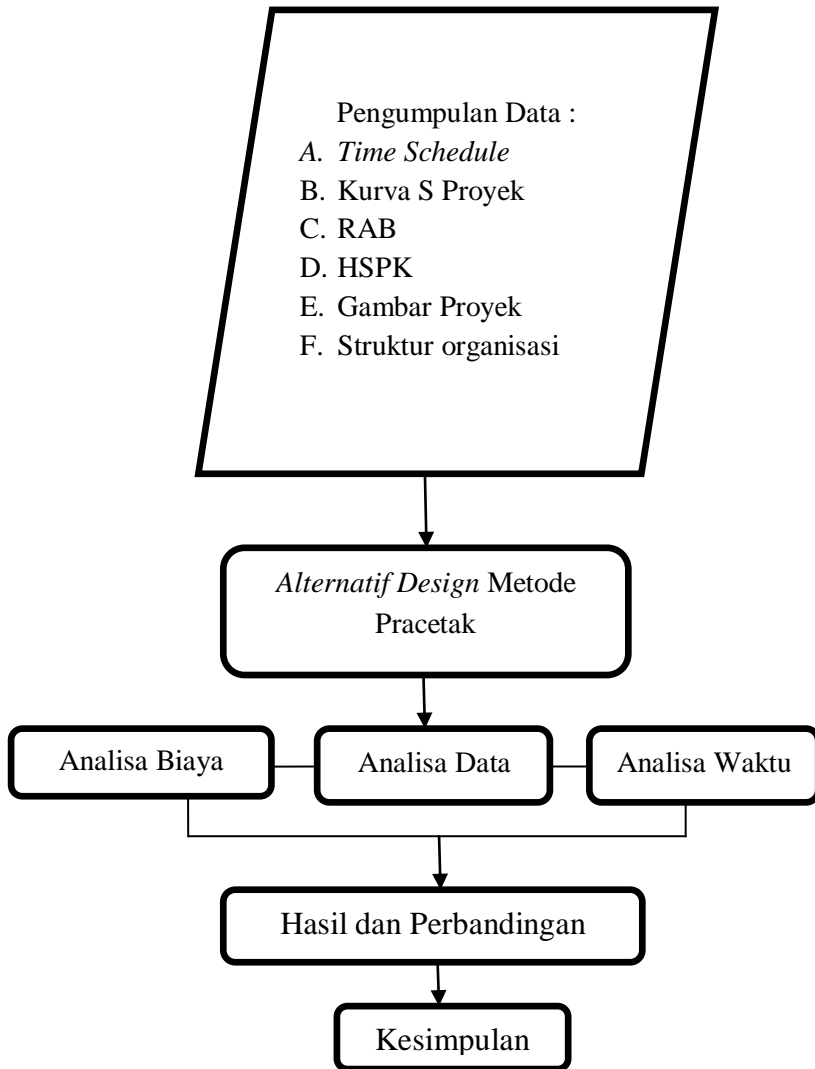 Pengumpulan Data :
A. Time Schedule
B. Kurva S Proyek
C. RAB
D. HSPK
E. Gambar Proyek
F. Struktur organisasi
Alternatif Design Metode
Pracetak
Analisa Biaya
Analisa Data
Analisa Waktu
Hasil dan Perbandingan
Kesimpulan